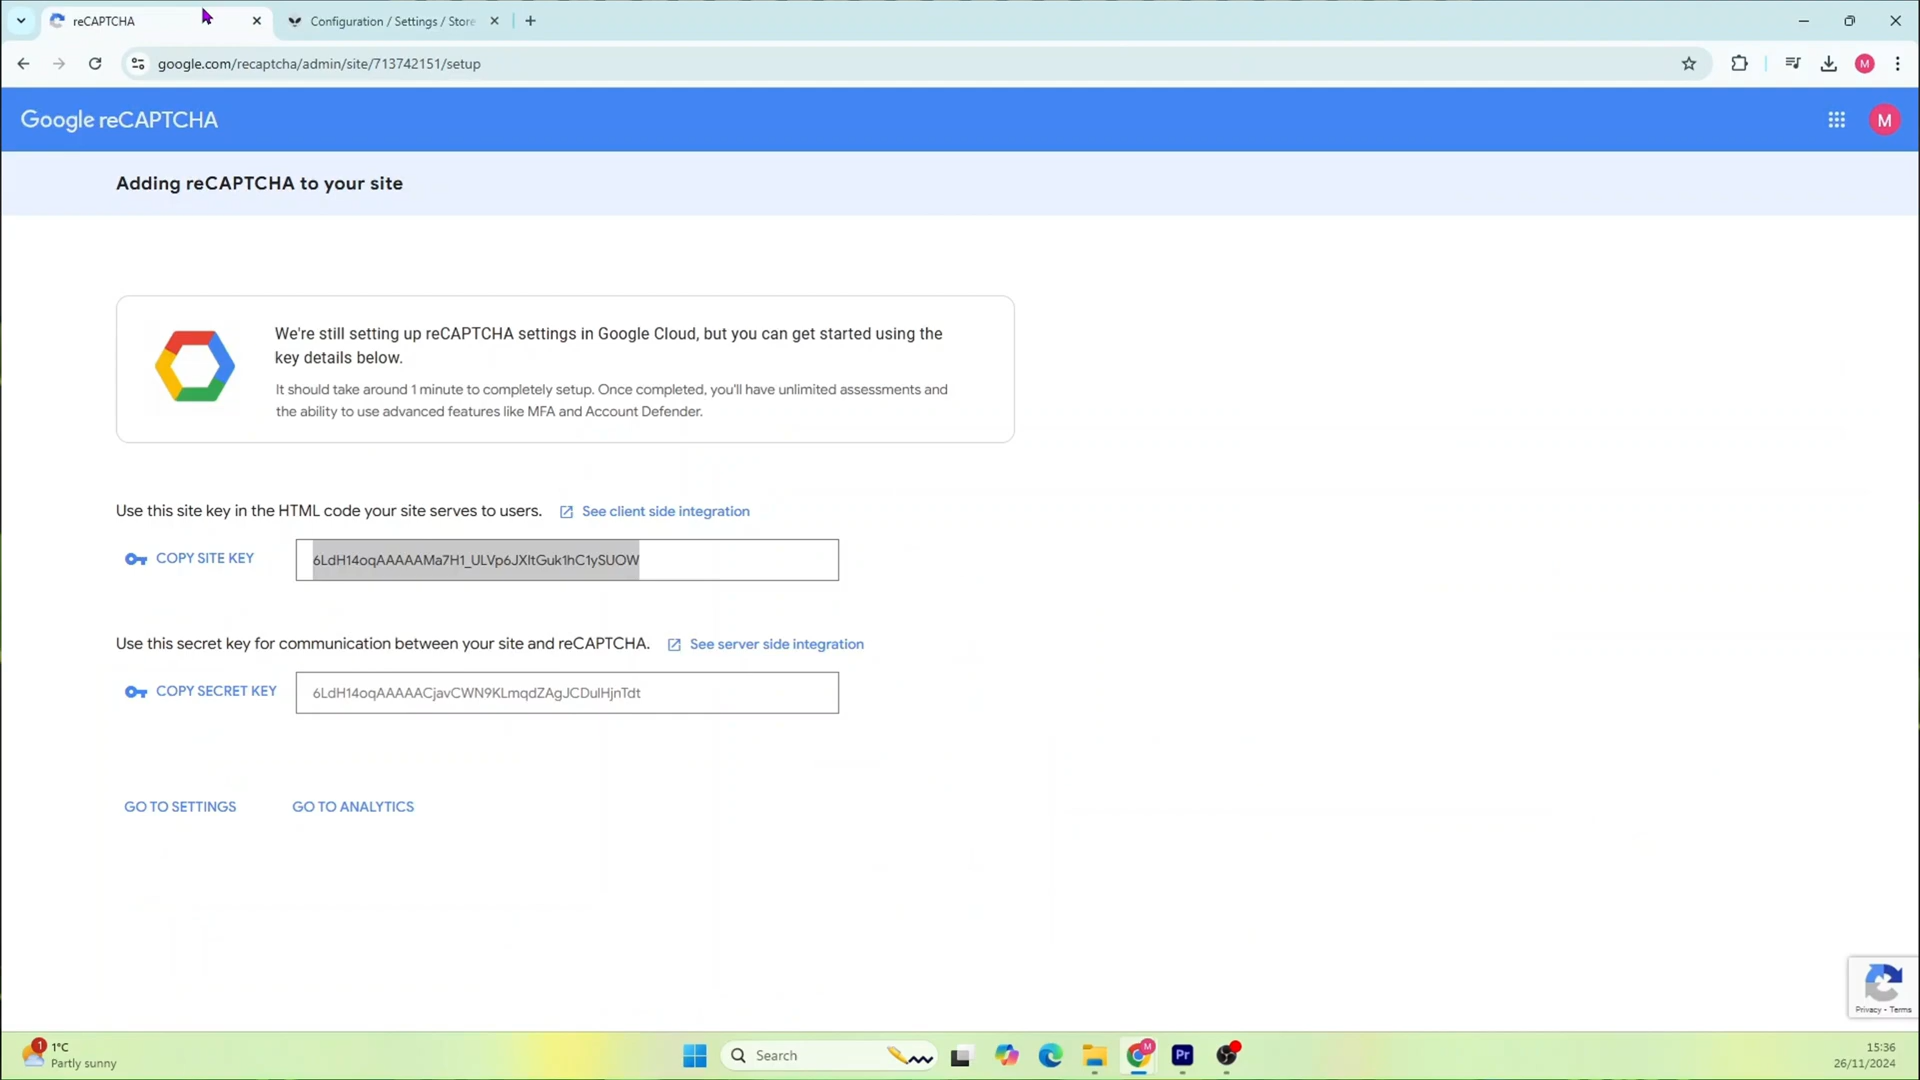 reCAPTCHA
Configuration / Settings / Store
google.com/recaptcha/admin/site/713742151/setup
M
Google reCAPTCHA
M
Adding reCAPTCHA to your site
We're still setting up reCAPTCHA settings in Google Cloud, but you can get started using the
key details below.
It should take around 1 minute to completely setup. Once completed, you'll have unlimited assessments and
the ability to use advanced features like MFA and Account Defender.
Use this site key in the HTML code your site serves to users.
See client side integration
COPY SITE KEY
6LdH14oqAAAAAMa7H1_ULVp6JXItGuk1hC1ySUOW
Use this secret key for communication between your site and reCAPTCHA.
See server side integration
COPY SECRET KEY
6LdH14oqAAAAACjavCWN9KLmqdZAgJCDulHjnTdt
GO TO SETTINGS
GO TO ANALYTICS
Privacy - Terms
1
1°C
Partly sunny
Search
M
Pr
15:36
26/11/2024